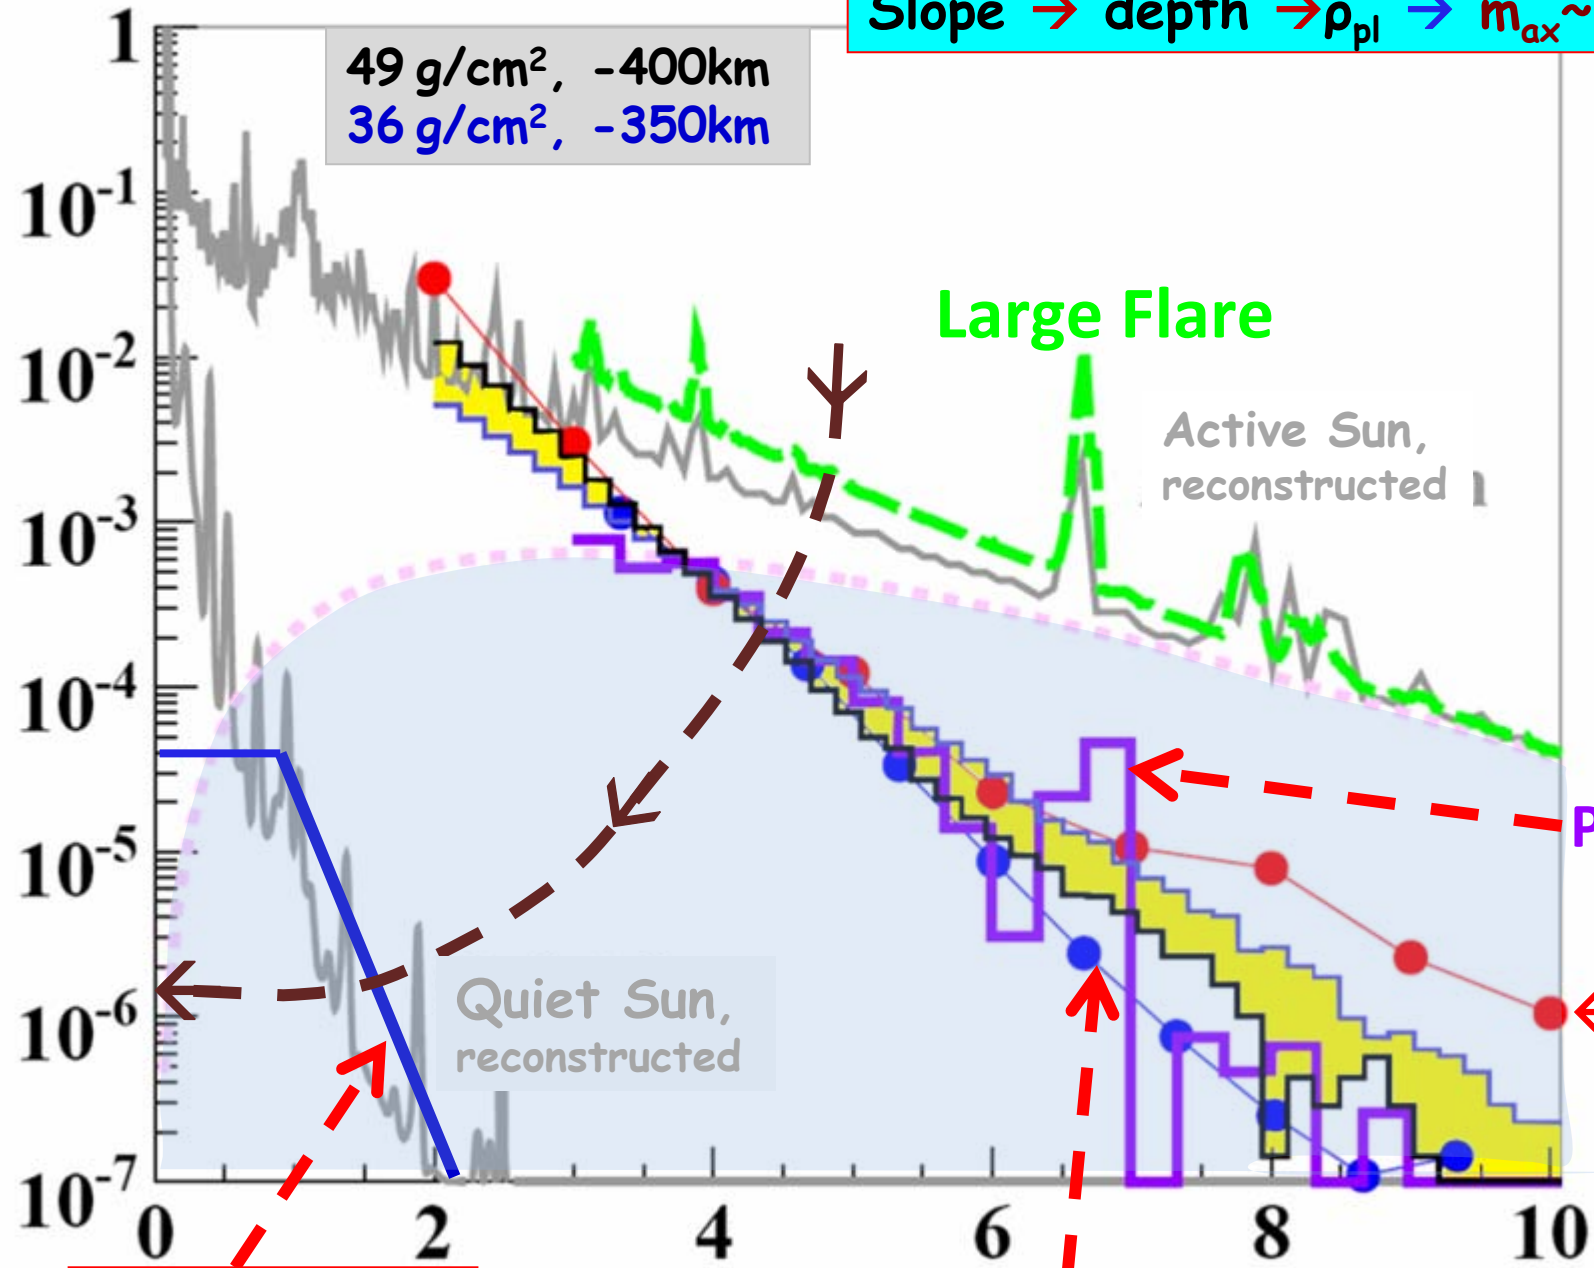 Slope → depth →ρpl → max~
1
49 g/cm², -400km
36 g/cm², -350km
10⁻¹
Large Flare
10⁻²
Active Sun,
reconstructed
10⁻³
10⁻⁴
P
10⁻⁵
Quiet Sun,
reconstructed
10⁻⁶
10⁻⁷
0 2 4 6 8 10